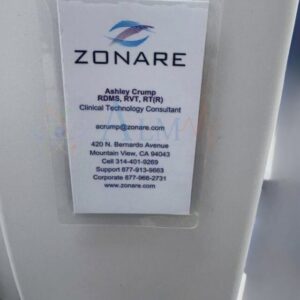 ZONARE
Ashley Crump
RDMS, RVT, RT(R)
Clinical Technology Consultant
acrump@zonare.com
420 N. Bernardo Avenue
Mountain View, CA 94043
Cell 314-401-9269
Support 877-913-9663
Corporate 877-966-2731
www.zonare.com